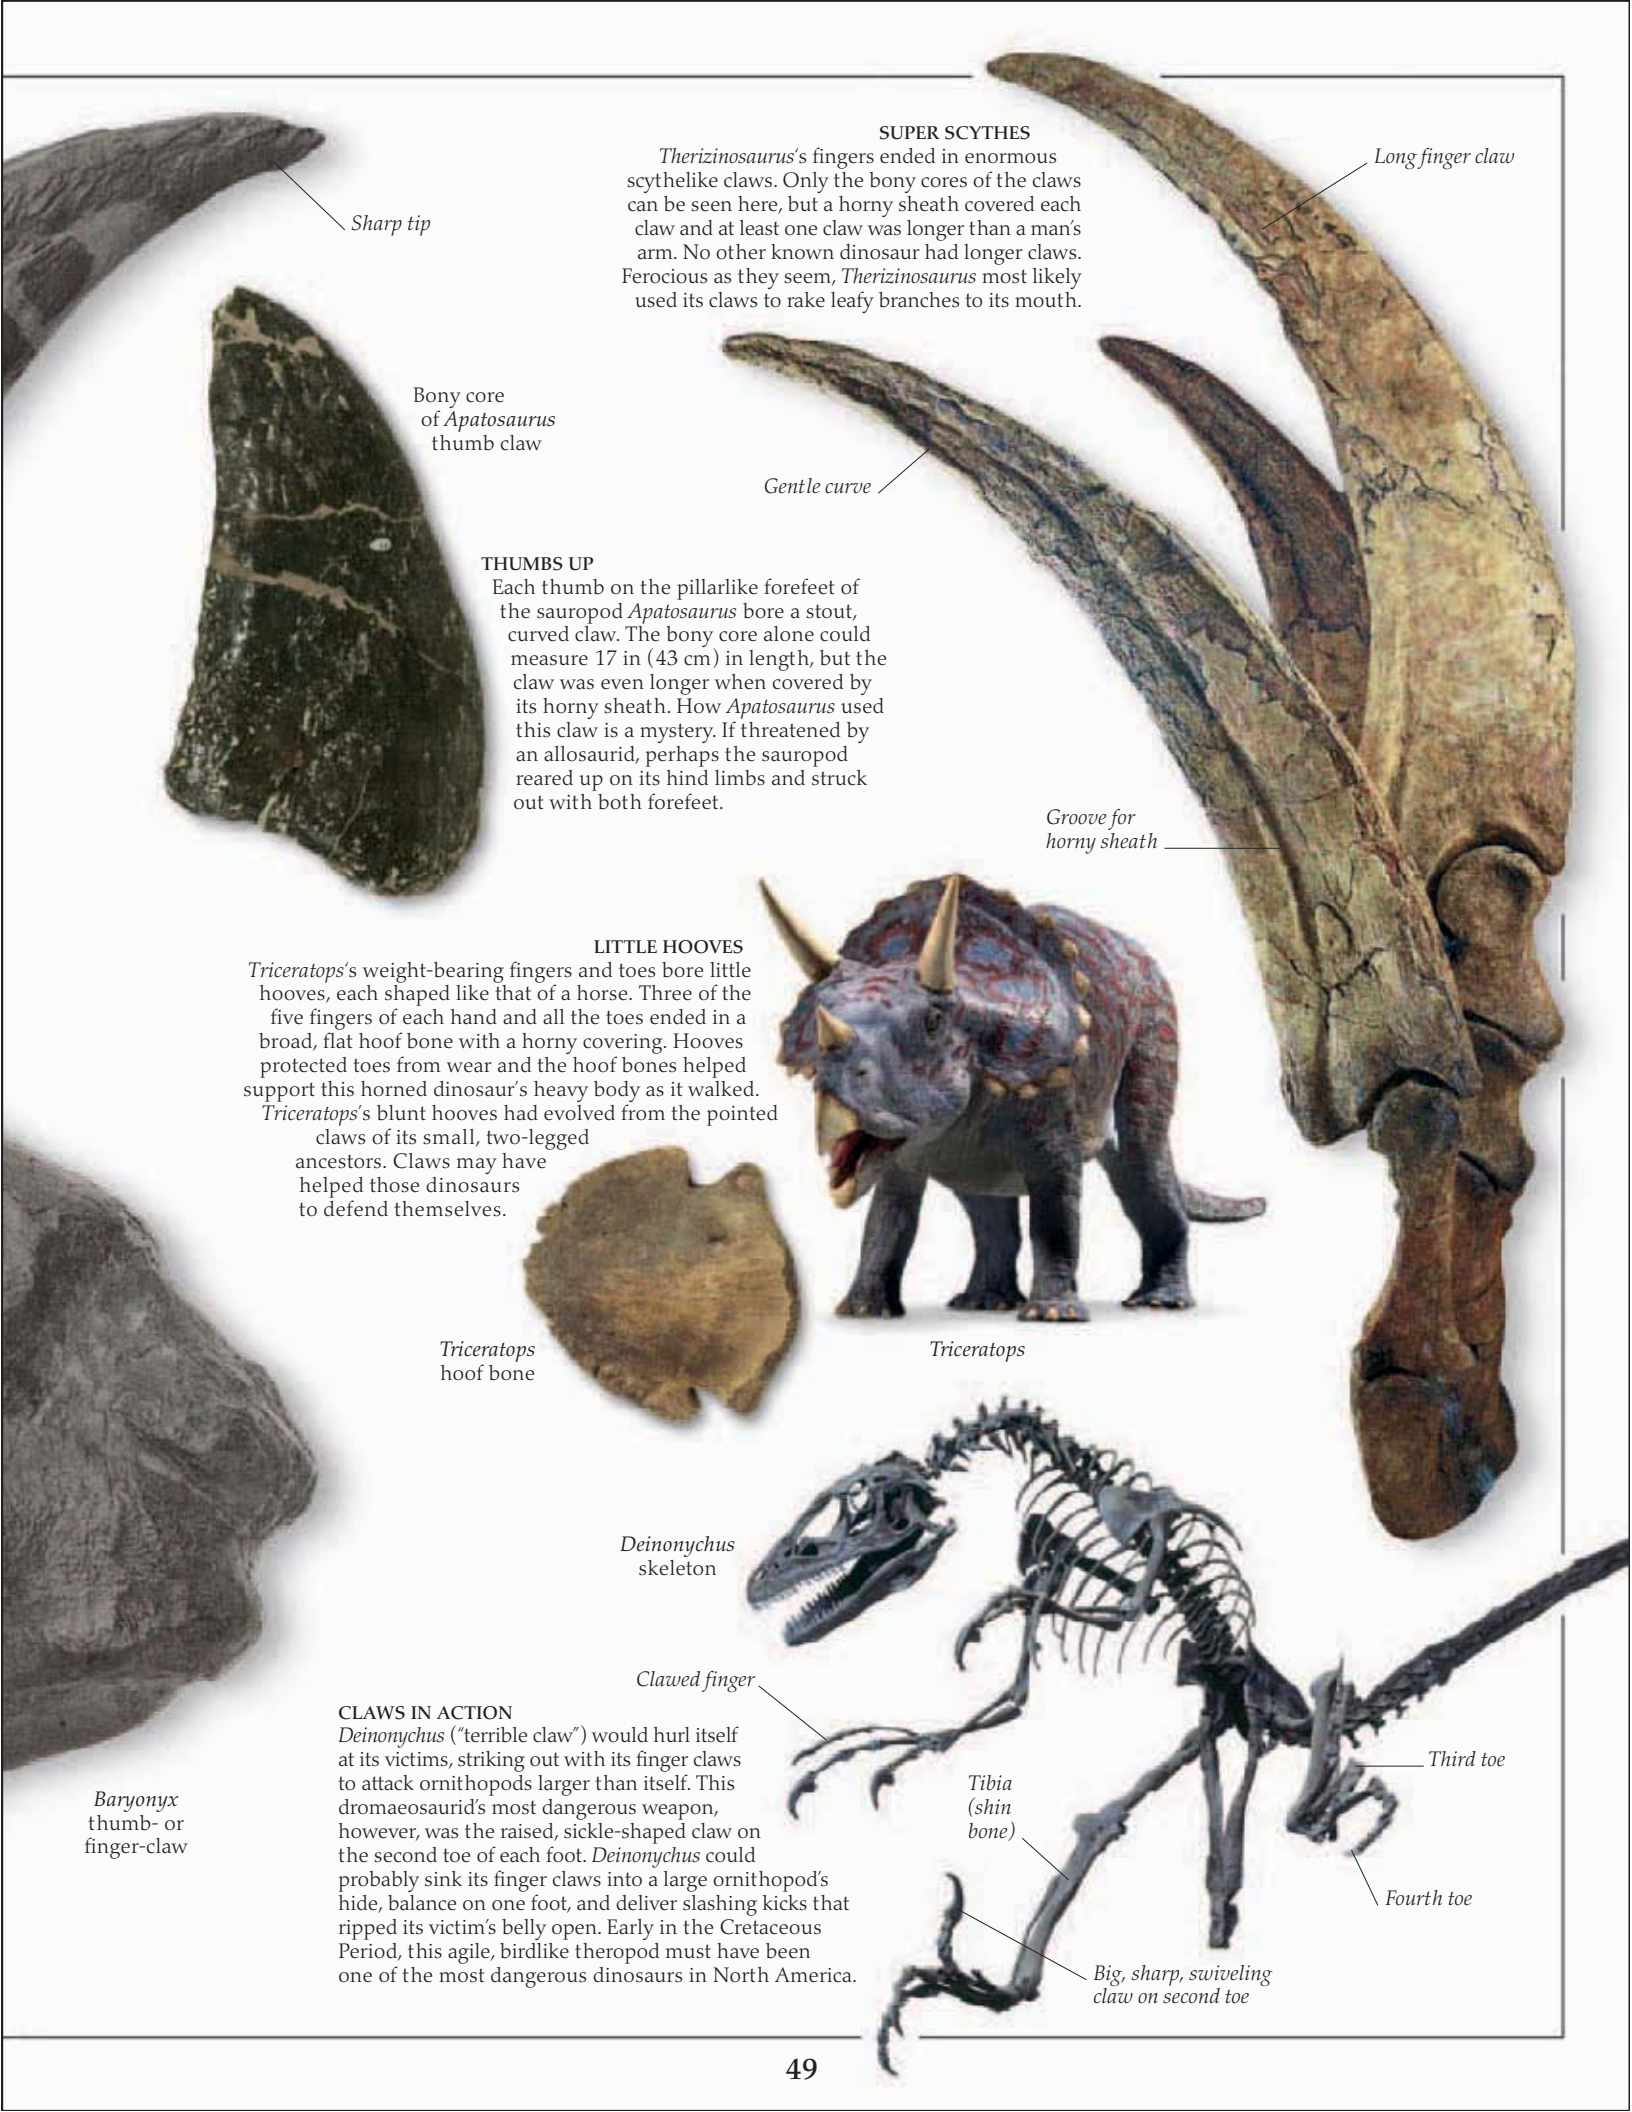 SUPER SCYTHES
Therizinosaurus‘s fingers ended in enormous
scythelike claws. Only the bony cores of the claws
can be seen here, but a horny sheath covered each
claw and at least one claw was longer than a man’s
arm. No other known dinosaur had longer claws.
Ferocious as they seem, Therizinosaurus most likely
used its claws to rake leafy branches to its mouth.
Long finger claw
Sharp tip
Bony core
of Apatosaurus
thumb claw
Gentle curve
THUMBS UP
Each thumb on the pillarlike forefeet of
the sauropod Apatosaurus bore a stout,
curved claw. The bony core alone could
measure 17 in (43 cm) in length, but the
claw was even longer when covered by
its horny sheath. How Apatosaurus used
this claw is a mystery. If threatened by
an allosaurid, perhaps the sauropod
reared up on its hind limbs and struck
out with both forefeet.
Groove for
horny sheath
LITTLE HOOVES
Triceratops‘s weight-bearing fingers and toes bore little
hooves, each shaped like that of a horse. Three of the
five fingers of each hand and all the toes ended in a
broad, flat hoof bone with a horny covering. Hooves
protected toes from wear and the hoof bones helped
support this horned dinosaur’s heavy body as it walked.
Triceratops’s blunt hooves had evolved from the pointed
claws of its small, two-legged
ancestors. Claws may have
helped those dinosaurs
to defend themselves.
Triceratops
hoof bone
Triceratops
Deinonychus
skeleton
Clawed finger
CLAWS IN ACTION
Deinonychus (“terrible claw”) would hurl itself
at its victims, striking out with its finger claws
to attack ornithopods larger than itself. This
dromaeosaurid’s most dangerous weapon,
however, was the raised, sickle-shaped claw on
the second toe of each foot. Deinonychus could
probably sink its finger claws into a large ornithopod’s
hide, balance on one foot, and deliver slashing kicks that
ripped its victim’s belly open. Early in the Cretaceous
Period, this agile, birdlike theropod must have been
one of the most dangerous dinosaurs in North America.
Baryonyx
thumb- or
finger-claw
Tibia
(shin
bone)
Third toe
Fourth toe
Big, sharp, swiveling
claw on second toe
49